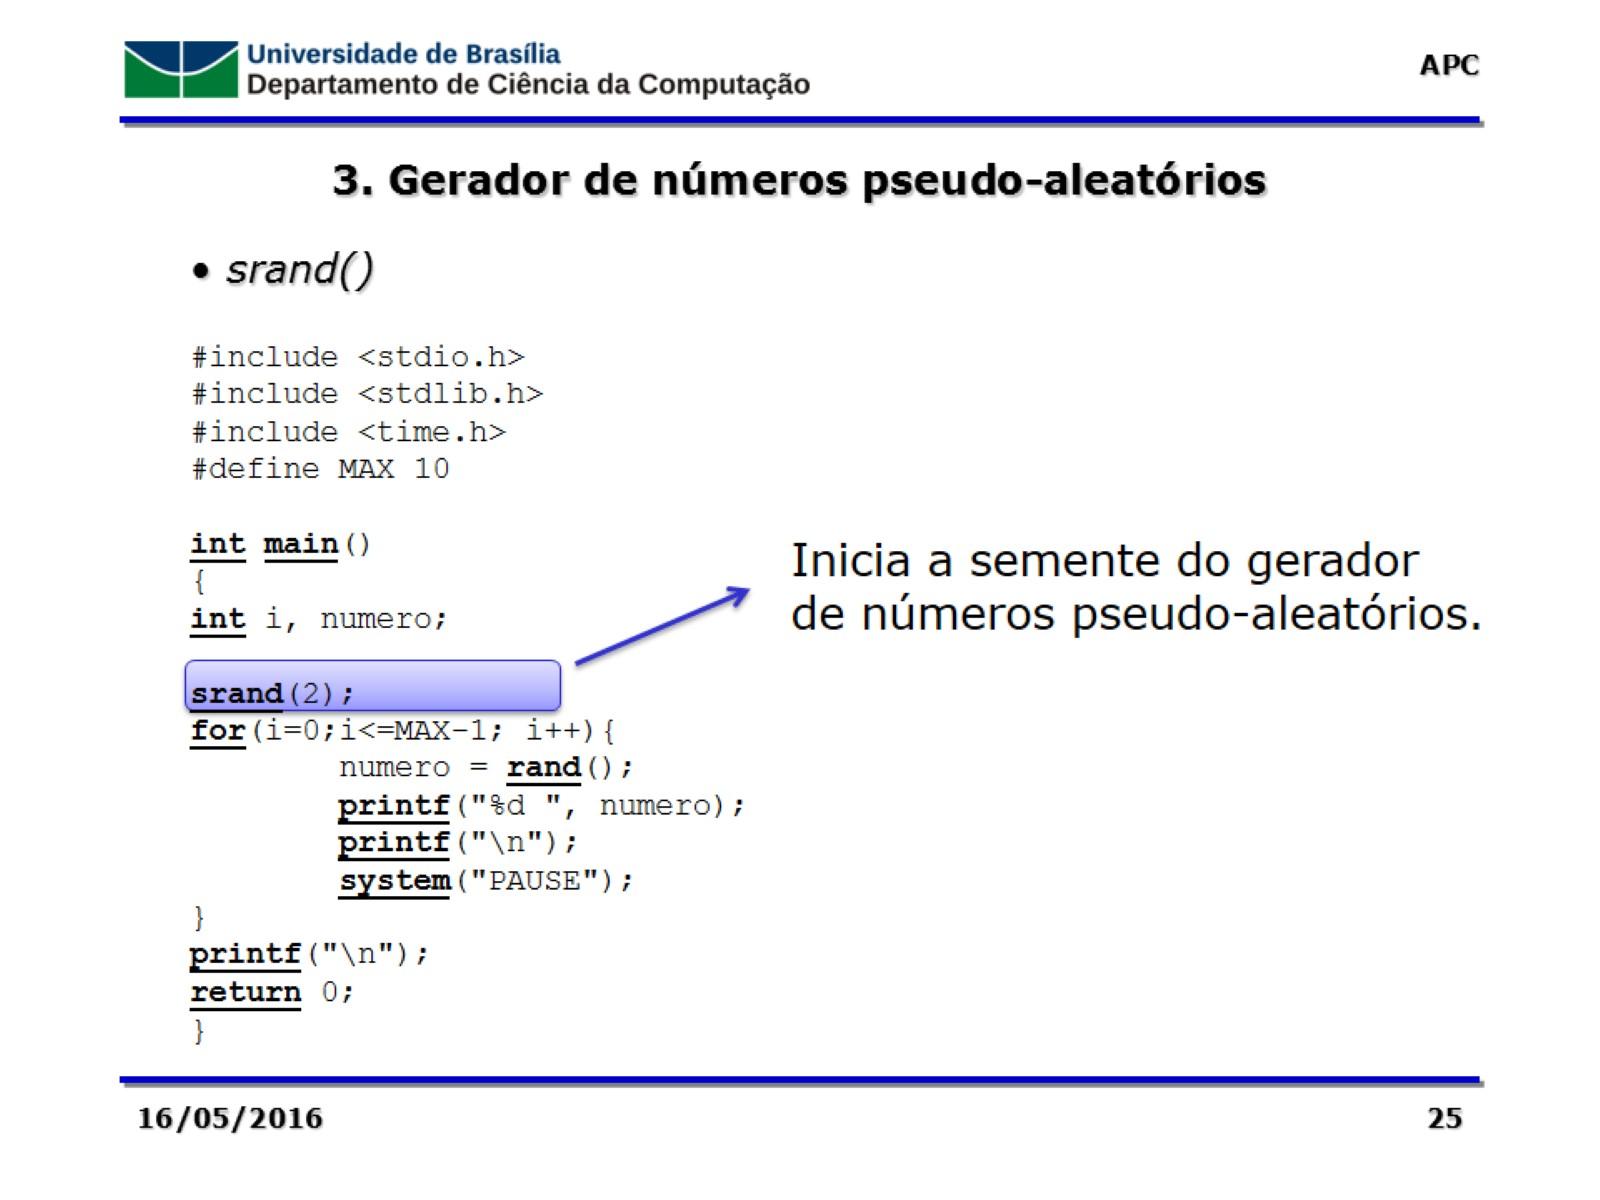 Universidade de Brasília
Departamento de Ciência da Computação
APC
3. Gerador de números pseudo-aleatórios
• srand()
#include <stdio.h>
#include <stdlib.h>
#include <time.h>
#define MAX 10
int main()
{
int i, numero;
srand(2);
for(i=0;i<=MAX-1; i++){
numero = rand();
printf("%d ", numero);
printf("\n");
system("PAUSE");
}
printf("\n");
return 0;
}
Inicia a semente do gerador
de números pseudo-aleatórios.
16/05/2016
25